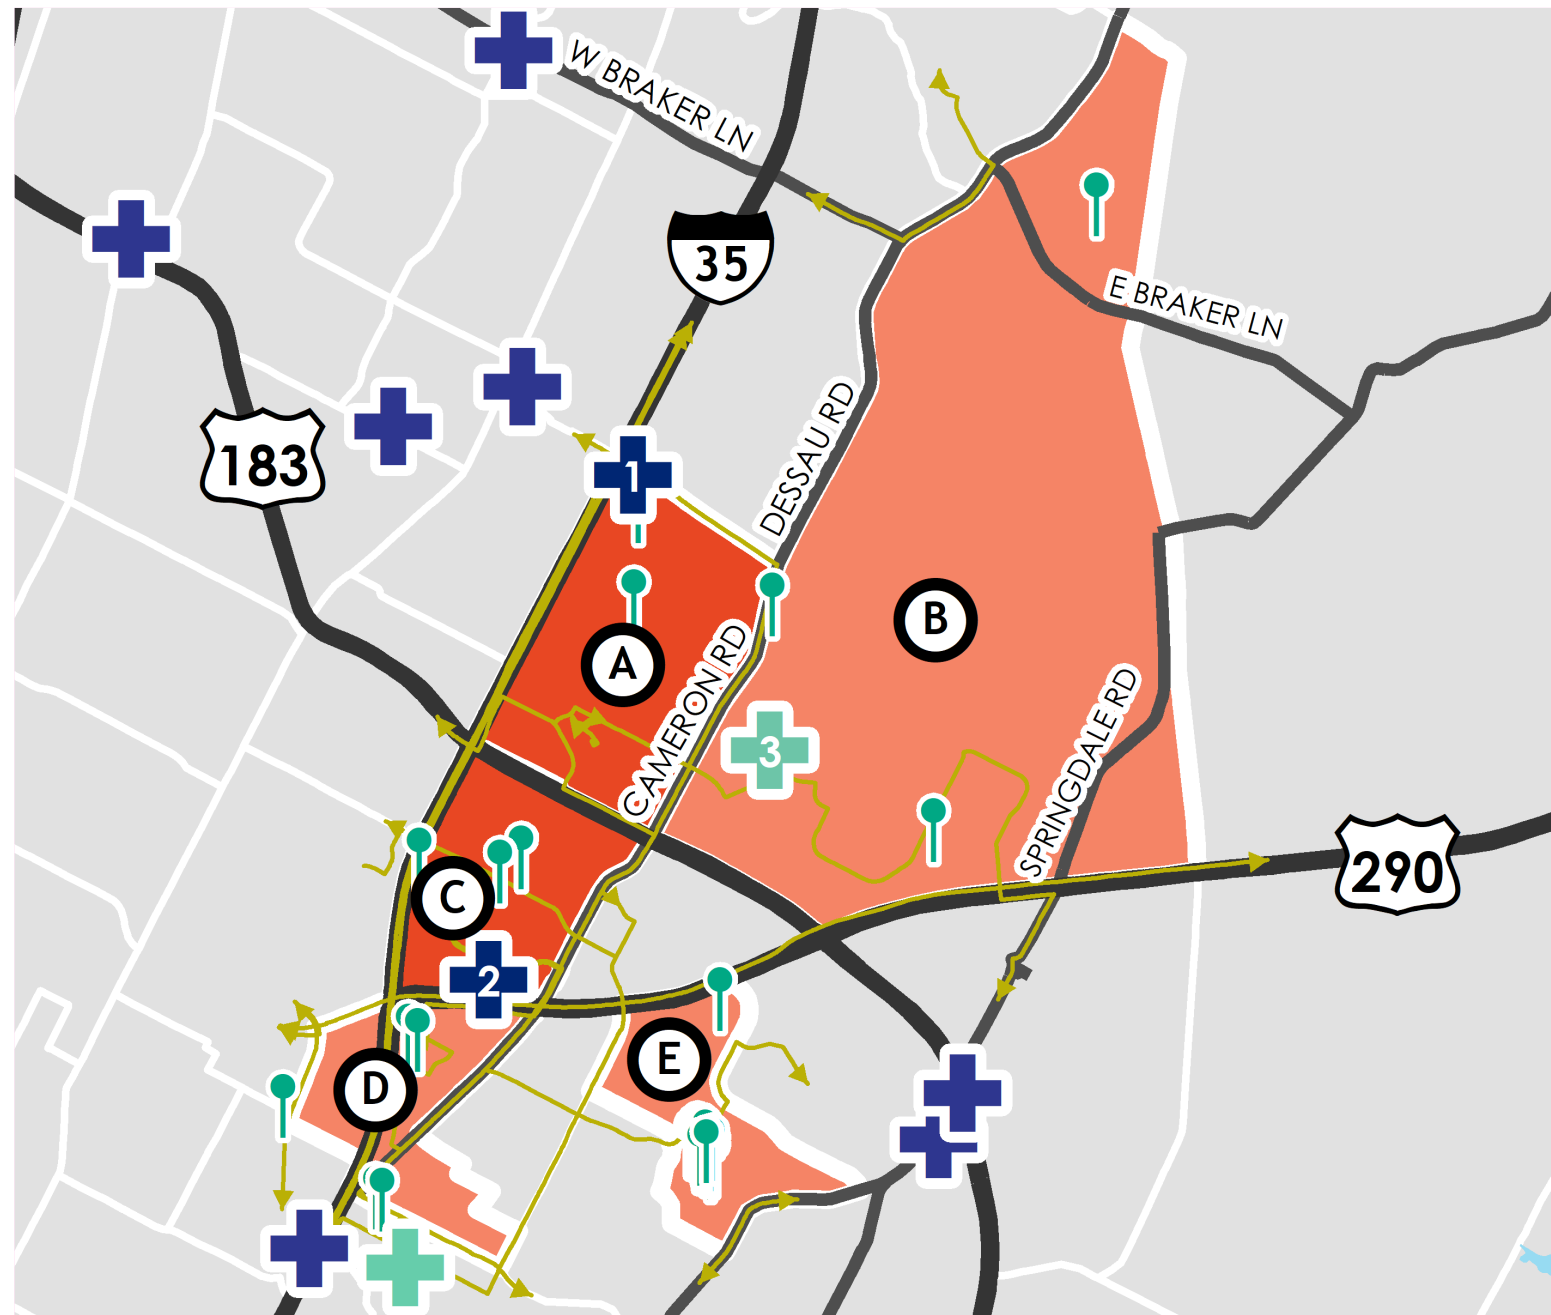 W BRAKER LN
35
E BRAKER LN
183
1
DESSAU RD
B
A
CAMERON RD
3
SPRINGDALE RD
290
C
2
E
D